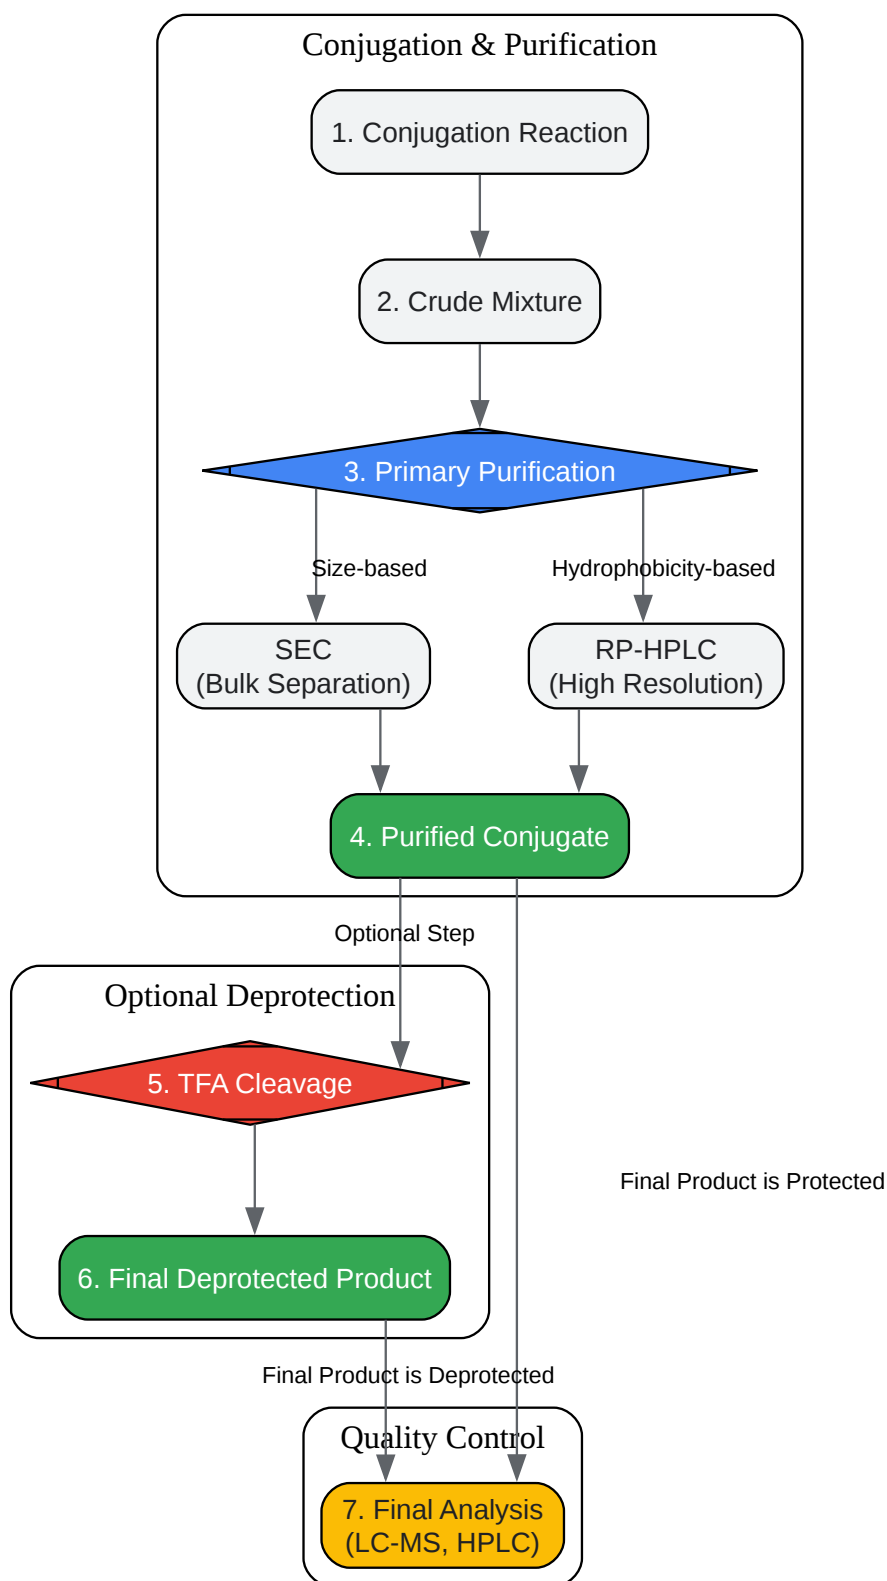 Conjugation & Purification
1. Conjugation Reaction
2. Crude Mixture
3. Primary Purification
Size-based
Hydrophobicity-based
SEC
(Bulk Separation)
RP-HPLC
(High Resolution)
4. Purified Conjugate
Optional Step
Optional Deprotection
5. TFA Cleavage
Final Product is Protected
6. Final Deprotected Product
Final Product is Deprotected
Quality Control
7. Final Analysis
(LC-MS, HPLC)